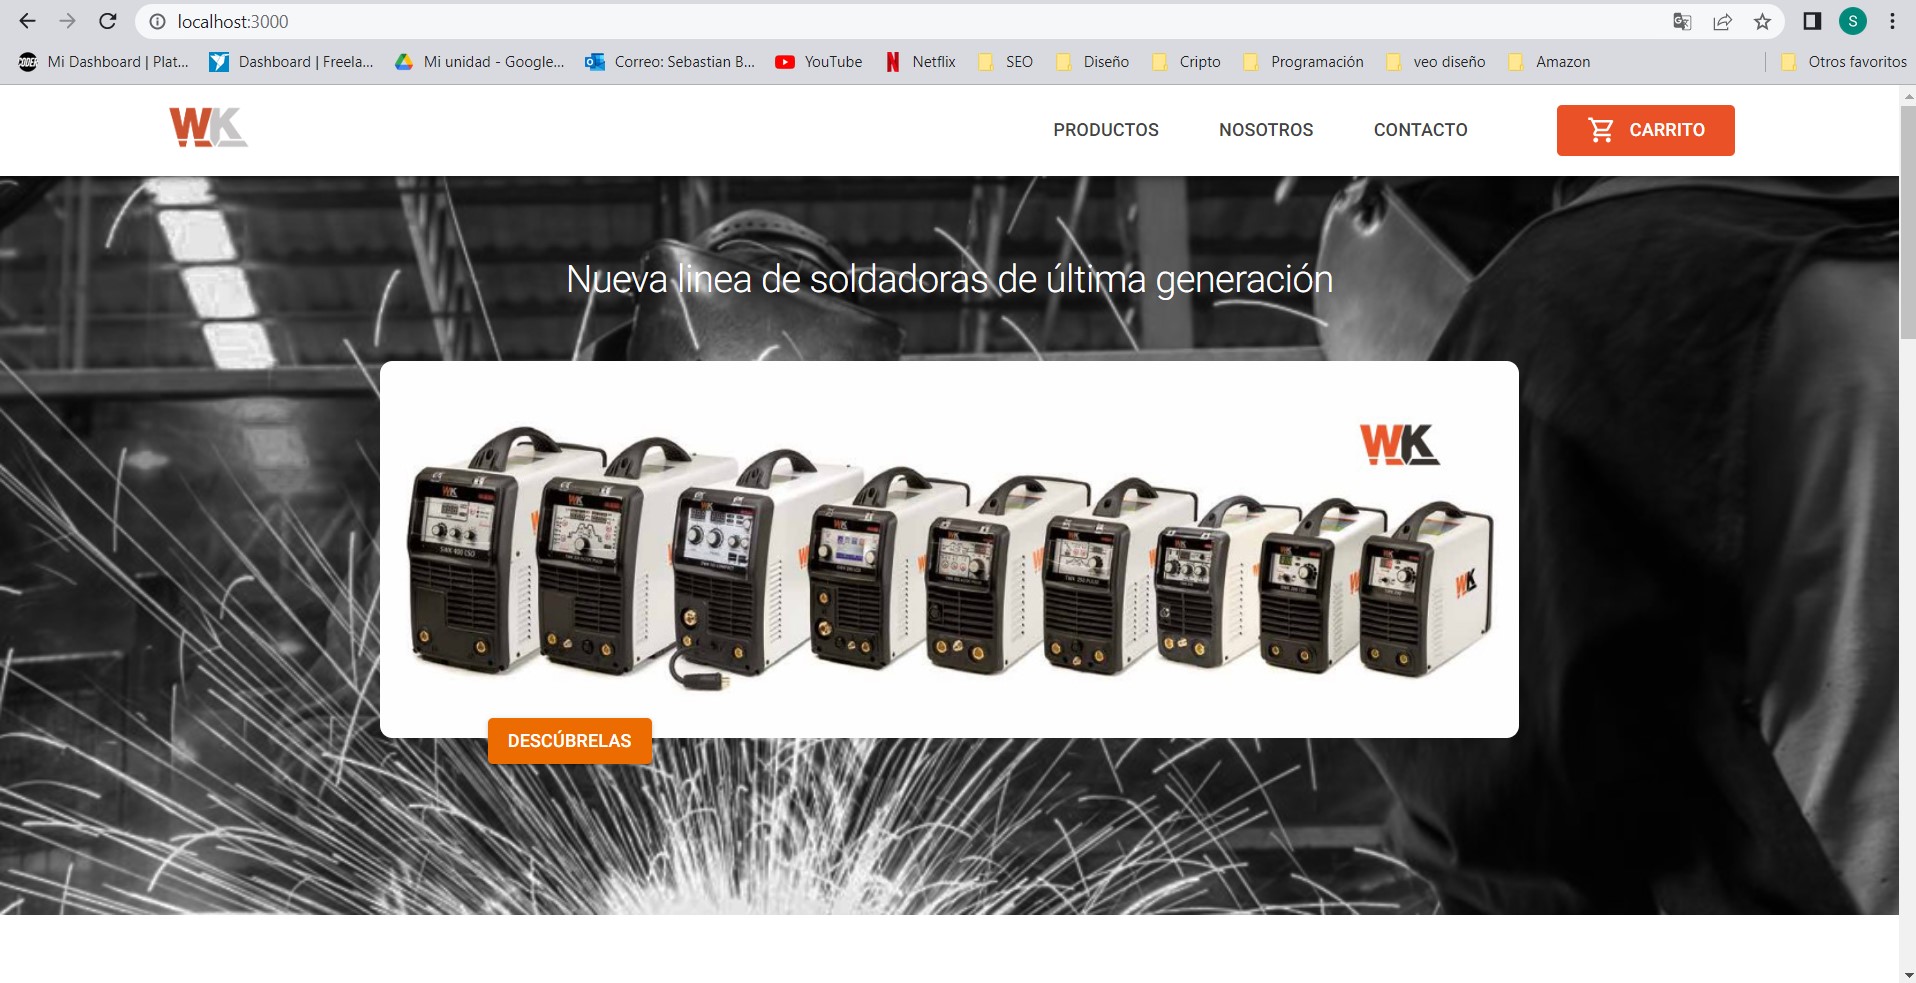 localhost:3000
S
Mi Dashboard | Plat... Dashboard | Freela... Mi unidad - Google... Correo: Sebastian B... YouTube Netflix SEO Diseño Cripto Programación veo diseño Amazon Otros favoritos
WK PRODUCTOS NOSOTROS CONTACTO CARRITO
Nueva linea de soldadoras de última generación
WK
DESCÚBRELAS